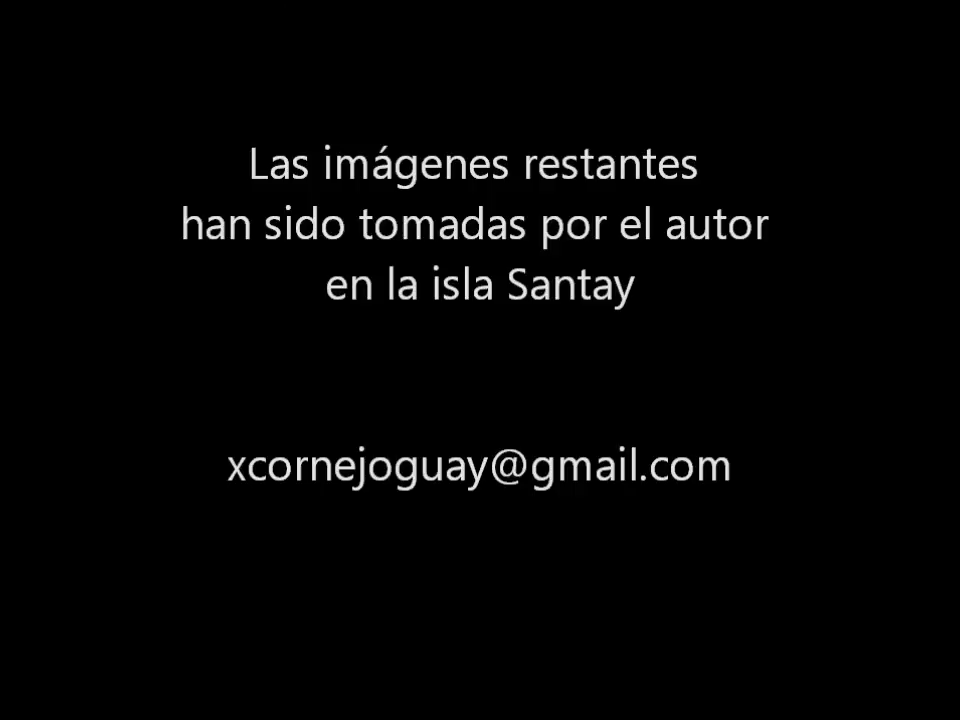 Las imágenes restantes
han sido tomadas por el autor
en la isla Santay
xcornejoguay@gmail.com